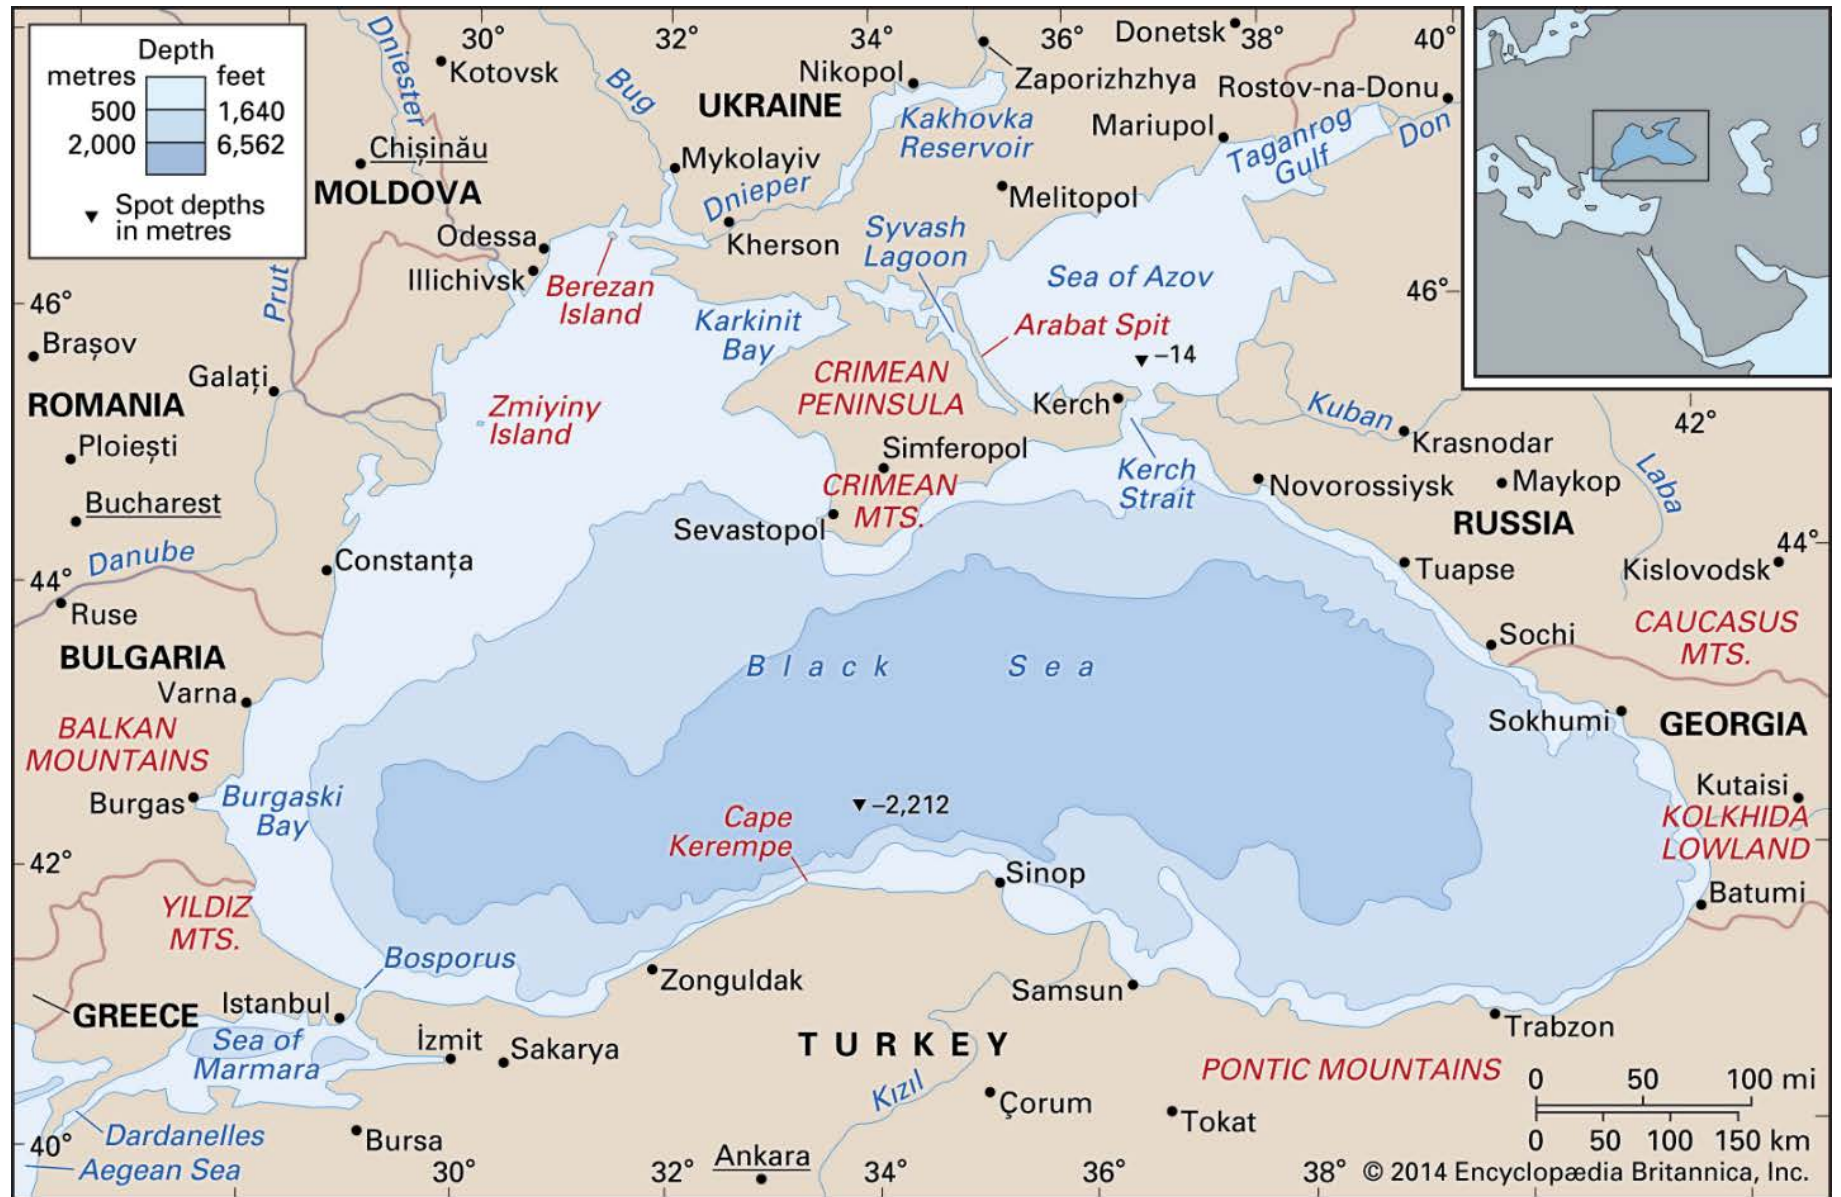 Depth
metres feet
500 1,640
2,000 6,562
Spot depths
in metres
30°
32°
34°
36°
38°
40°
Dniester
Kotovsk
Bug
UKRAINE
Nikopol
Zaporizhzhya
Donetsk
Rostov-na-Donu
Kakhovka
Reservoir
Mariupol
Taganrog
Gulf
Don
Chișinău
MOLDOVA
Mykolayiv
Dnieper
Kherson
Melitopol
Syvash
Lagoon
Odessa
Illichivsk
Berezan
Island
Prut
46°
Karkinit
Bay
Sea of Azov
Arabat Spit
–14
46°
Brașov
Galați
ROMANIA
Ploiești
Bucharest
Zmiyiny
Island
CRIMEAN
PENINSULA
Kerch
Simferopol
CRIMEAN
MTS.
Kerch
Strait
Kuban
Krasnodar
42°
Novorossiysk
Maykop
Laba
RUSSIA
Sevastopol
Danube
Constanța
44°
Ruse
Tuapse
Kislovodsk
44°
BULGARIA
Varna
Black Sea
Sochi
CAUCASUS
MTS.
BALKAN
MOUNTAINS
Sokhumi
GEORGIA
Burgas
Burgaski
Bay
Cape
Kerempe
–2,212
Kutaisi
KOLKHIDA
LOWLAND
42°
Sinop
Batumi
YILDIZ
MTS.
Bosporus
Zonguldak
Samsun
GREECE
Istanbul
Sea of
Marmara
İzmit
Sakarya
TURKEY
Trabzon
PONTIC MOUNTAINS
Kızıl
Çorum
Tokat
0 50 100 mi
0 50 100 150 km
Dardanelles
Aegean Sea
40°
Bursa
Ankara
30°
32°
34°
36°
38°
© 2014 Encyclopædia Britannica, Inc.